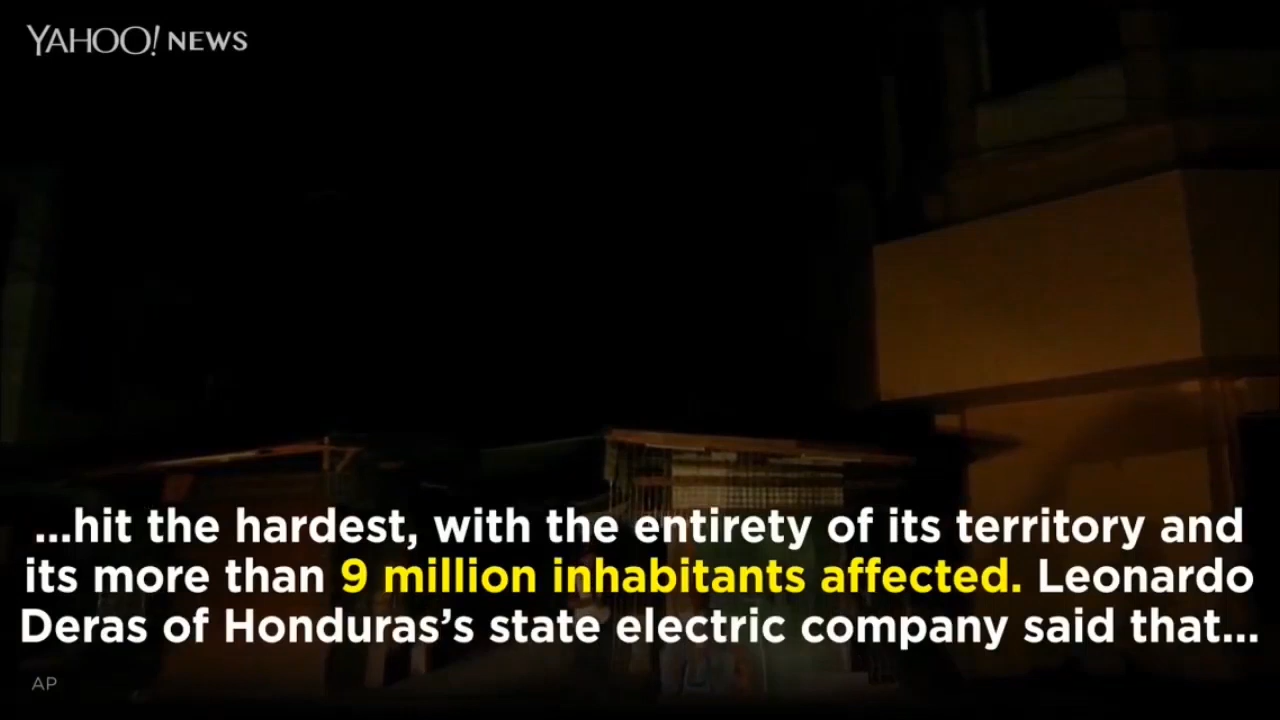 YAHOO! NEWS
...hit the hardest, with the entirety of its territory and
its more than 9 million inhabitants affected. Leonardo
Deras of Honduras’s state electric company said that...
AP